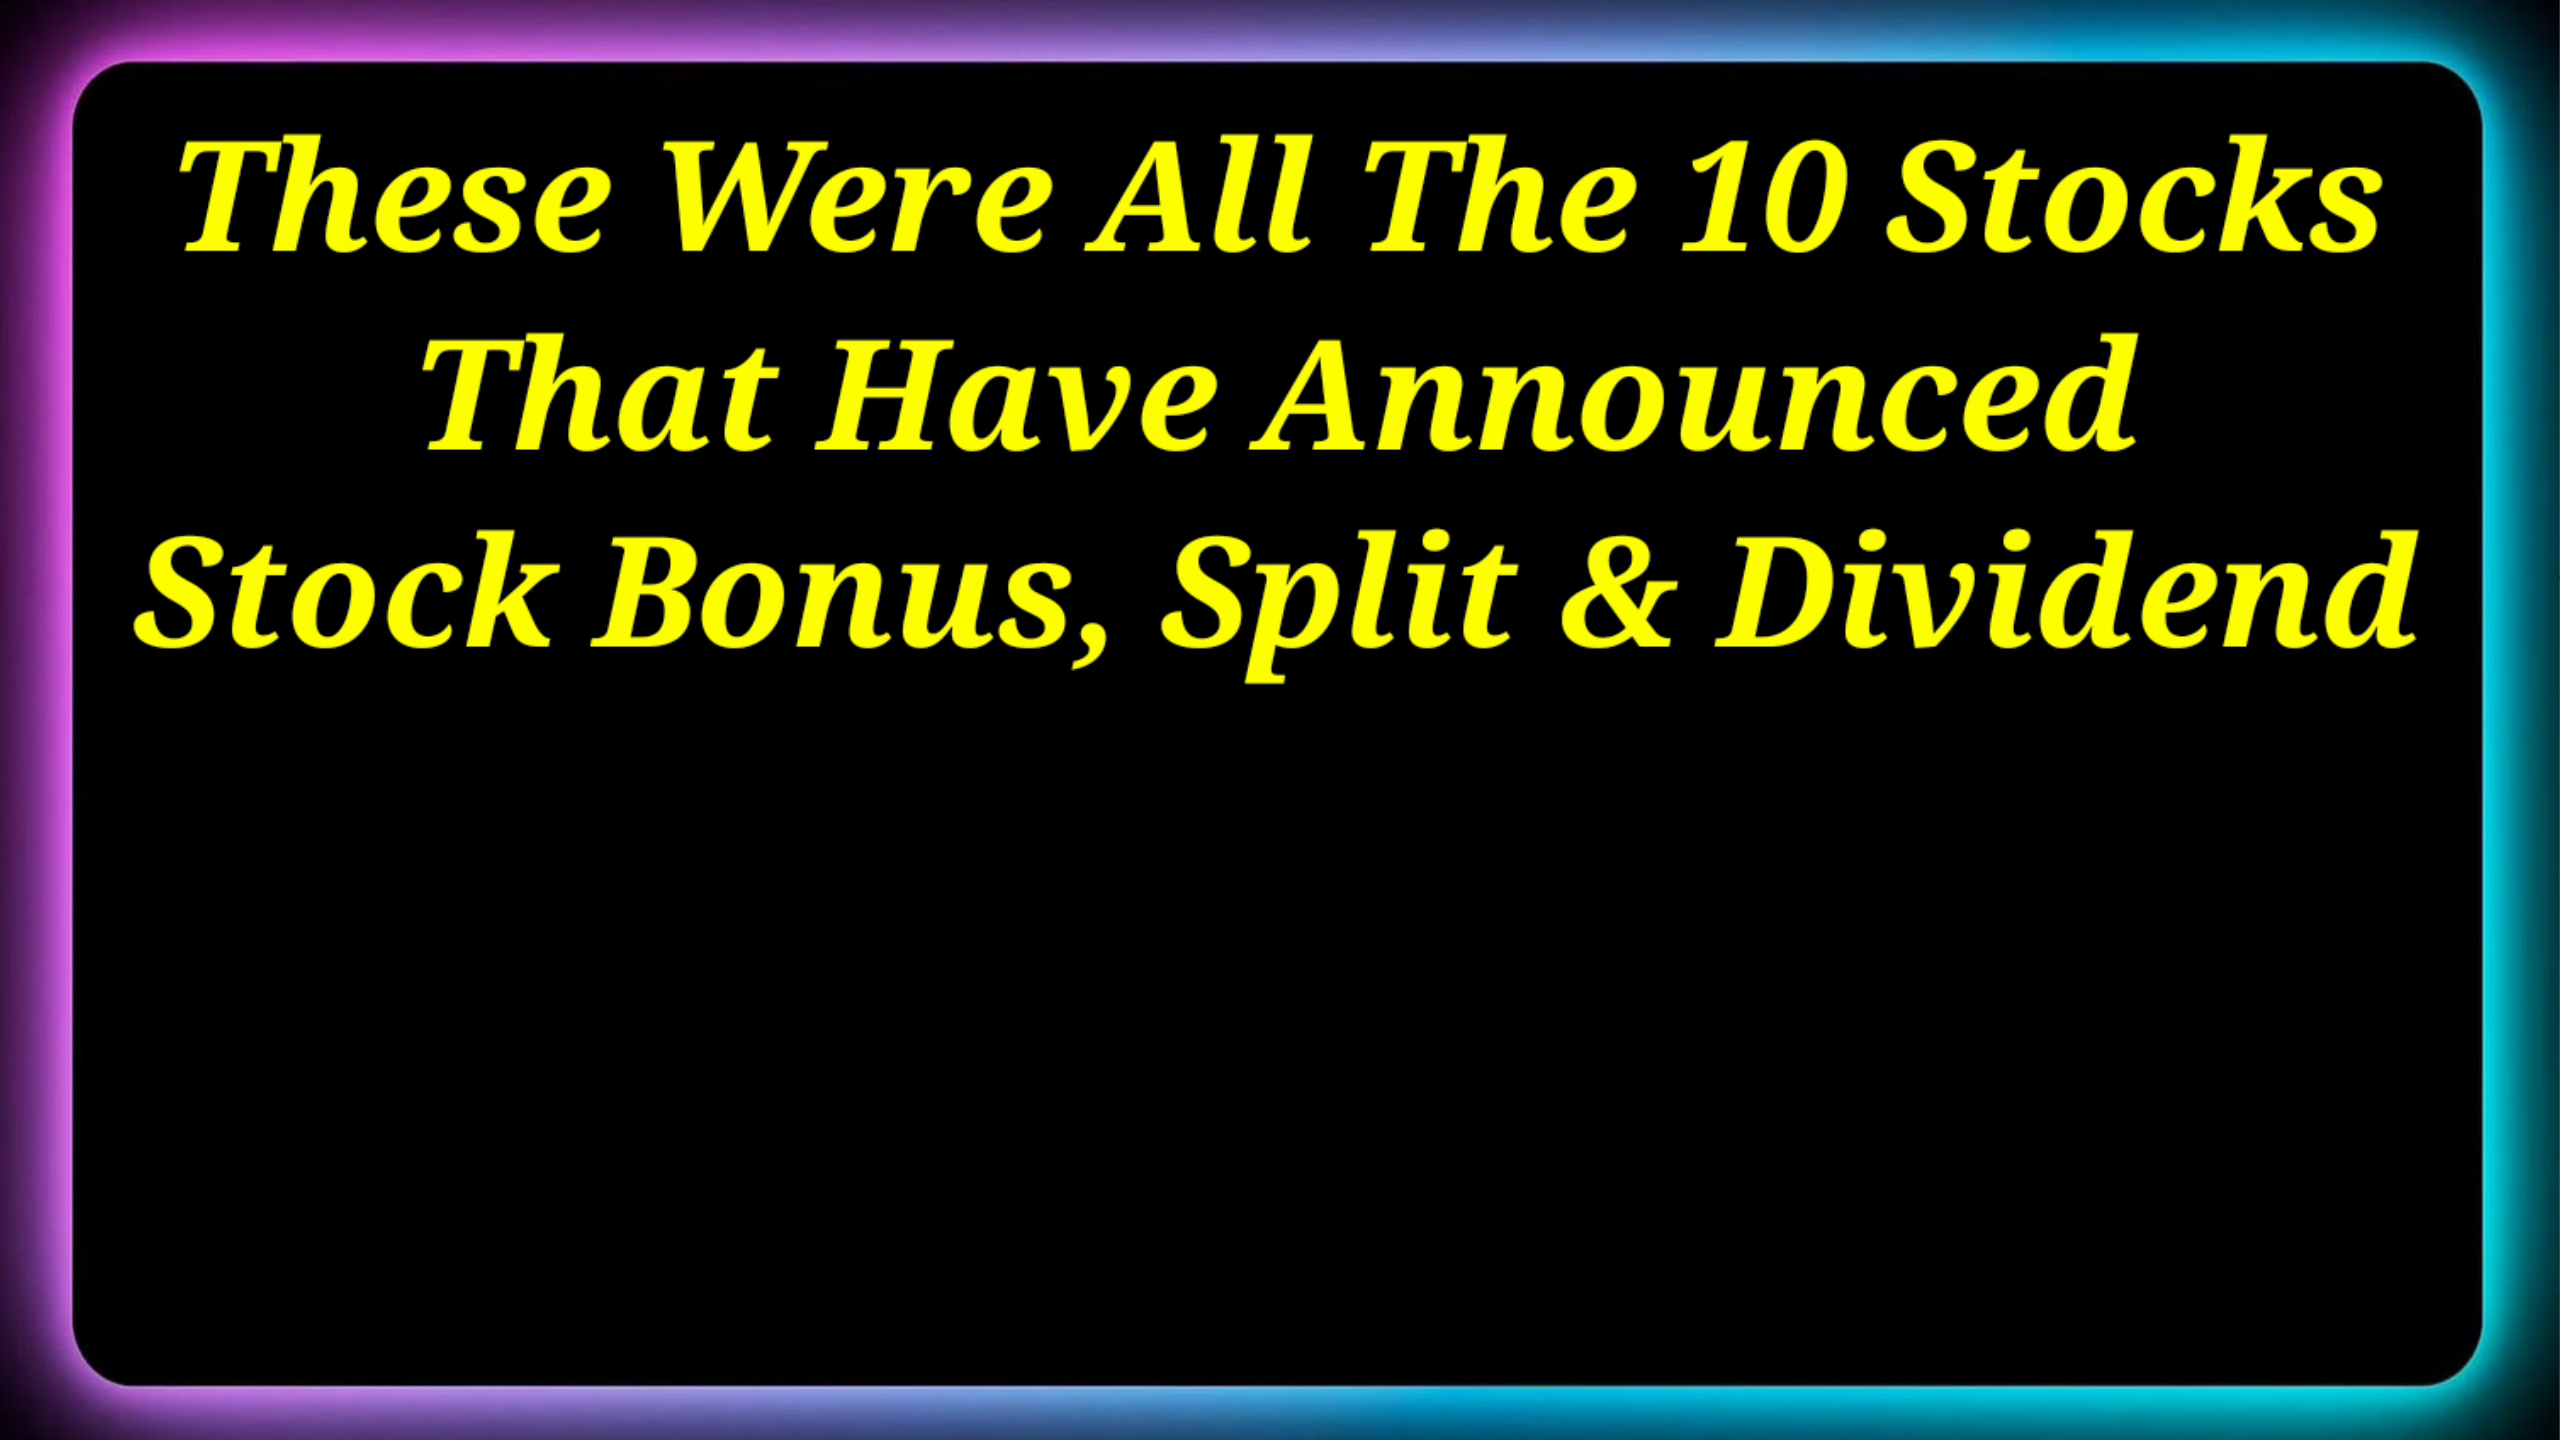 These Were All The 10 Stocks
That Have Announced
Stock Bonus, Split & Dividend